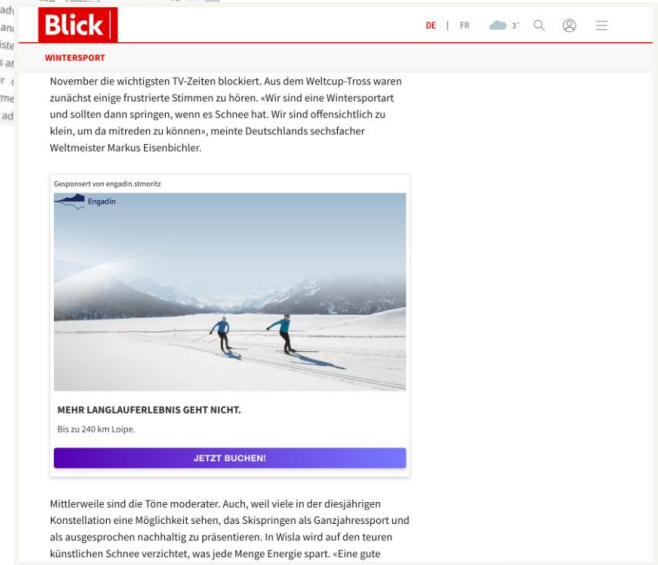 Blick
DE | FR 3°
WINTERSPORT
November die wichtigsten TV-Zeiten blockiert. Aus dem Weltcup-Tross waren
zunächst einige frustrierte Stimmen zu hören. «Wir sind eine Wintersportart
und sollten dann springen, wenn es Schnee hat. Wir sind offensichtlich zu
klein, um da mitreden zu können», meinte Deutschlands sechsfacher
Weltmeister Markus Eisenbichler.
Gesponsert von engadin.stmoritz
Engadin
MEHR LANGLAUFERLEBNIS GEHT NICHT.
Bis zu 240 km Loipe.
JETZT BUCHEN!
Mittlerweile sind die Töne moderater. Auch, weil viele in der diesjährigen
Konstellation eine Möglichkeit sehen, das Skispringen als Ganzjahressport und
als ausgesprochen nachhaltig zu präsentieren. In Wisla wird auf den teuren
künstlichen Schnee verzichtet, was jede Menge Energie spart. «Eine gute